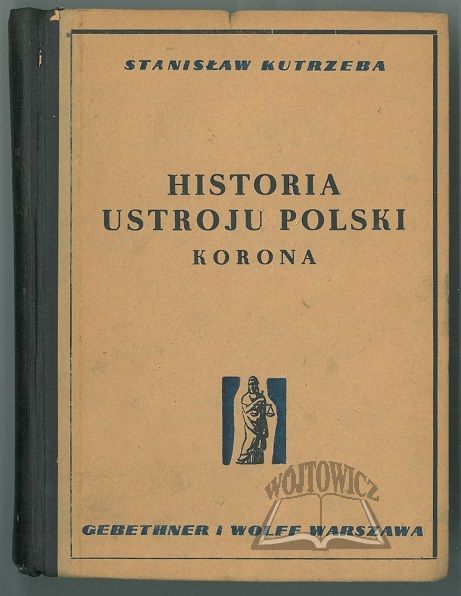 STANISŁAW KUTRZEBA
HISTORIA
USTROJU POLSKI
KORONA
WÓJTOWICZ
GEBETHNER i WOLFF WARSZAWA